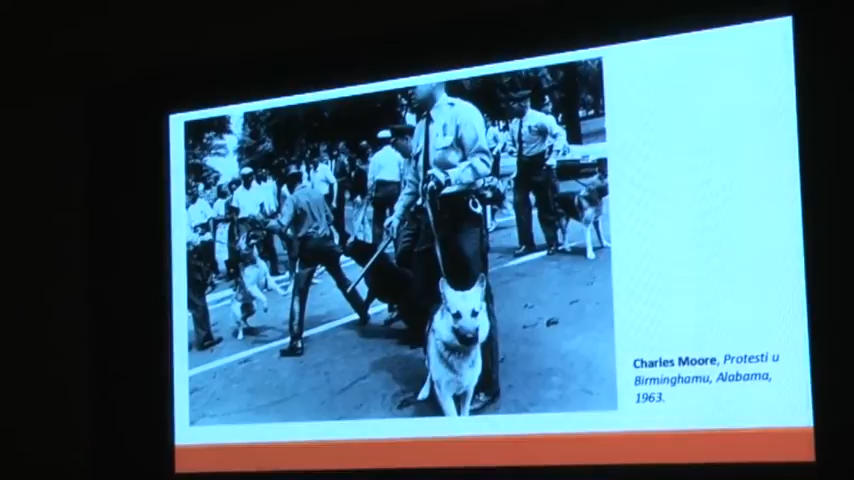 Charles Moore, Protesti u
Birminghamu, Alabama,
1963.